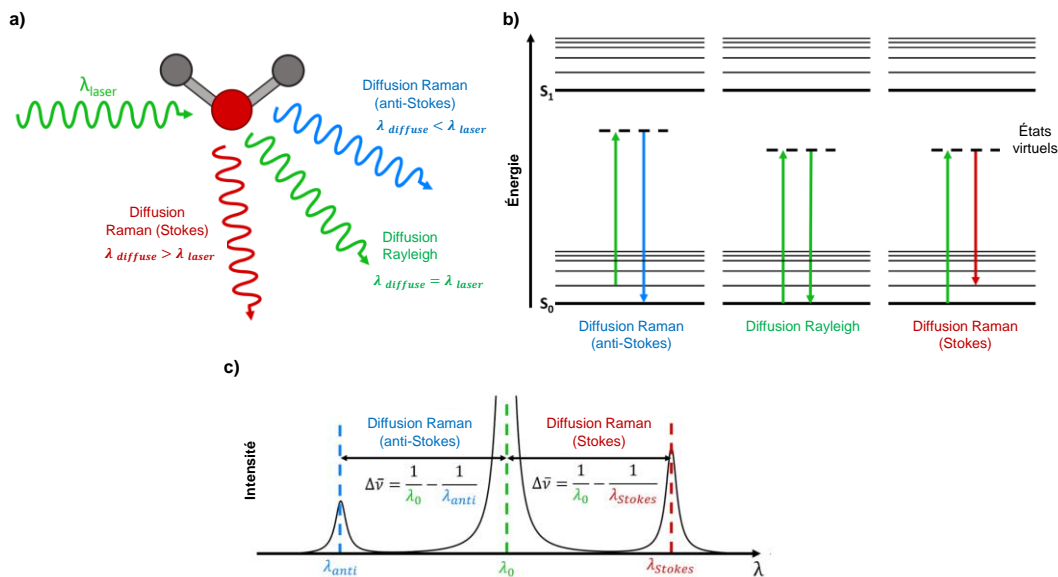 a)
λlaser
Diffusion Raman
(anti-Stokes)
λ diffuse < λ laser
Diffusion
Raman (Stokes)
λ diffuse > λ laser
Diffusion
Rayleigh
λ diffuse = λ laser
b)
Énergie
S1
S0
États
virtuels
Diffusion Raman
(anti-Stokes)
Diffusion Rayleigh
Diffusion Raman
(Stokes)
c)
Intensité
Diffusion Raman
(anti-Stokes)
Δν̄ = 1/λ0 − 1/λanti
Diffusion Raman
(Stokes)
Δν̄ = 1/λ0 − 1/λStokes
λanti
λ0
λStokes
λ